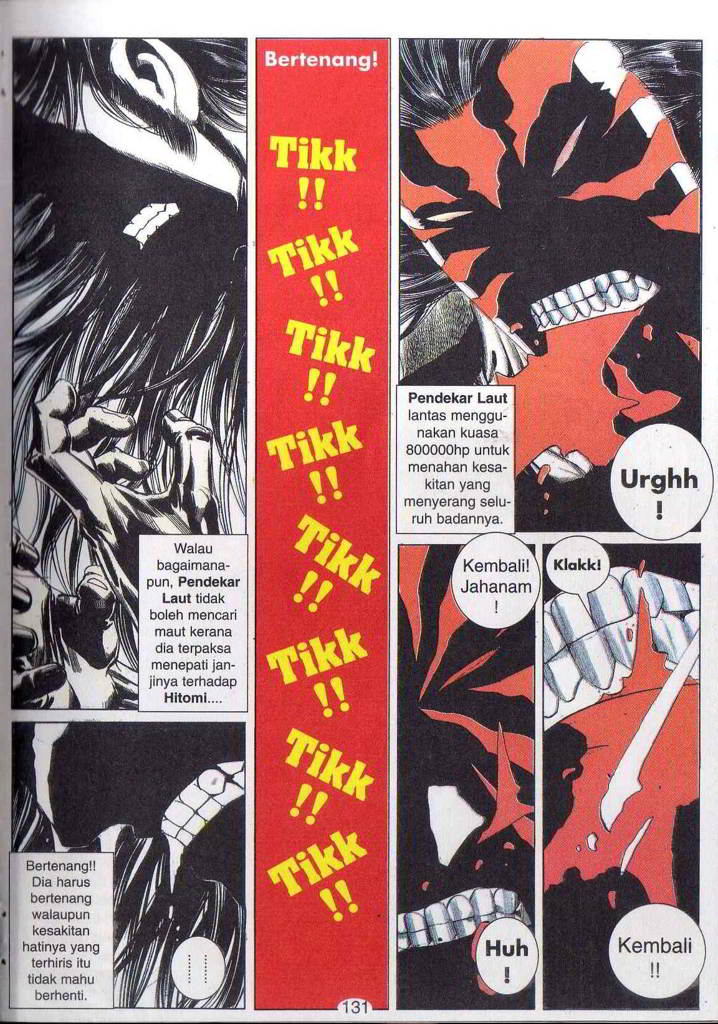 Walau
bagaimana-
pun, Pendekar
Laut tidak
boleh mencari
maut kerana
dia terpaksa
menepati jan-
jinya terhadap
Hitomi....
Bertenang!!
Dia harus
bertenang
walaupun
kesakitan
hatinya yang
terhiris itu
tidak mahu
berhenti.
Bertenang!
Tikk
!!
Tikk
!!
Tikk
!!
Tikk
!!
Tikk
!!
Tikk
!!
Tikk
!!
Tikk
!!
Pendekar Laut
lantas menggu-
nakan kuasa
800000hp untuk
menahan kesa-
kitan yang
menyerang selu-
ruh badannya.
Urghh
!
Kembali!
Jahanam
!
Huh
!
Klakk!
Kembali
!!
131